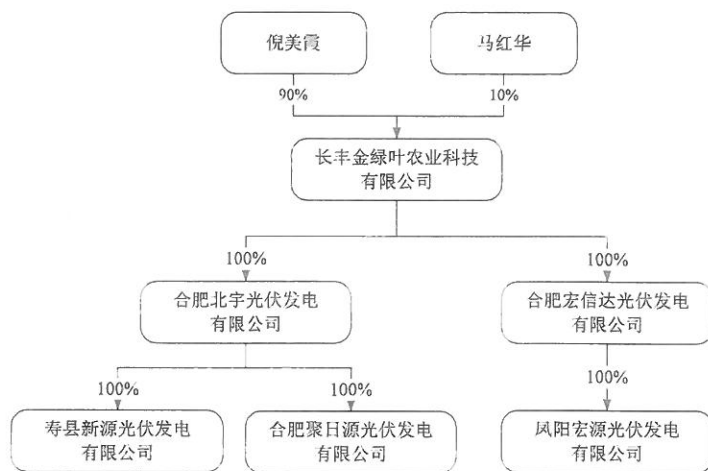 倪美霞
马红华
90%
10%
长丰金绿叶农业科技
有限公司
100%
100%
合肥北宇光伏发电
有限公司
合肥宏信达光伏发电
有限公司
100%
100%
100%
寿县新源光伏发电
有限公司
合肥聚日源光伏发电
有限公司
凤阳宏源光伏发电
有限公司